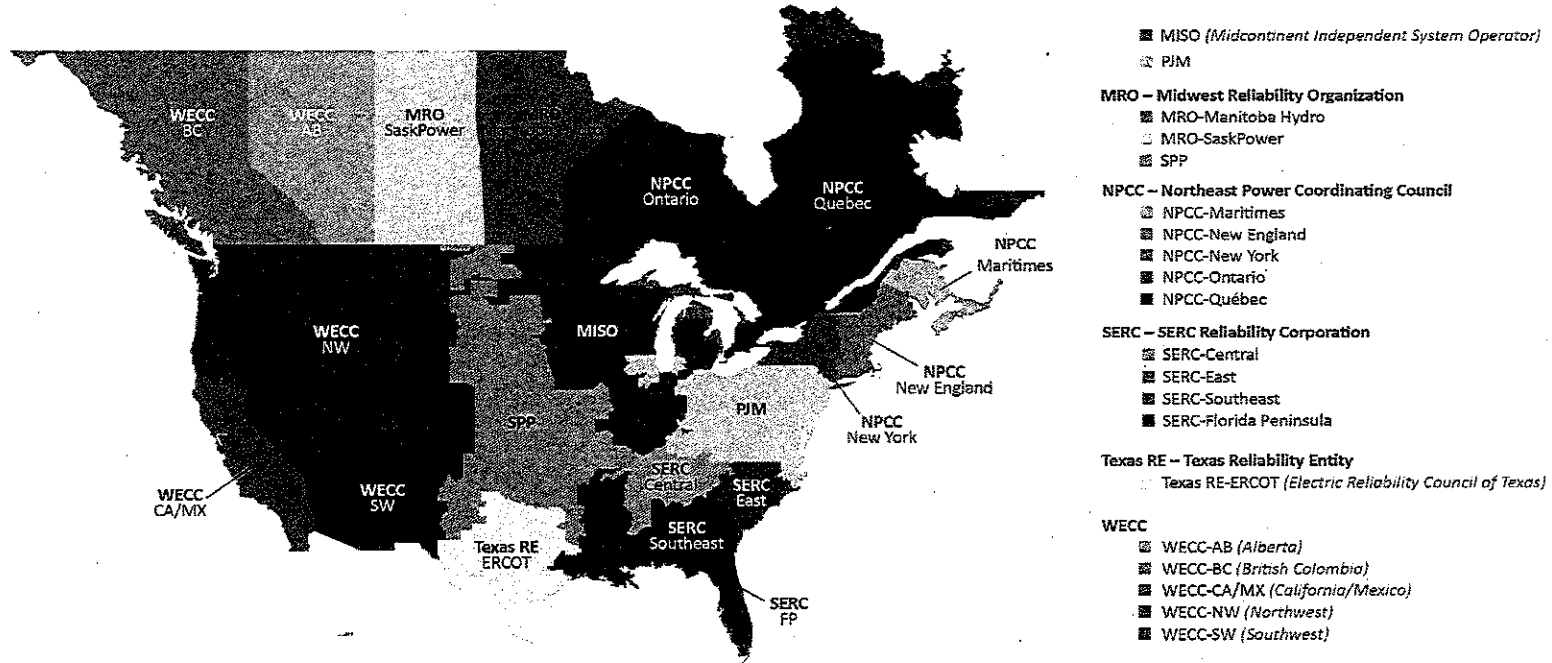 WECC
BC
WECC
AB
MRO
SaskPower
NPCC
Ontario
NPCC
Quebec
NPCC
Maritimes
WECC
NW
MISO
NPCC
New England
SPP
PJM
NPCC
New York
WECC
CA/MX
WECC
SW
SERC
Central
SERC
East
SERC
Southeast
Texas RE
ERCOT
SERC
FP
MISO (Midcontinent Independent System Operator)
PJM
MRO – Midwest Reliability Organization
MRO-Manitoba Hydro
MRO-SaskPower
SPP
NPCC – Northeast Power Coordinating Council
NPCC-Maritimes
NPCC-New England
NPCC-New York
NPCC-Ontario
NPCC-Québec
SERC – SERC Reliability Corporation
SERC-Central
SERC-East
SERC-Southeast
SERC-Florida Peninsula
Texas RE – Texas Reliability Entity
Texas RE-ERCOT (Electric Reliability Council of Texas)
WECC
WECC-AB (Alberta)
WECC-BC (British Colombia)
WECC-CA/MX (California/Mexico)
WECC-NW (Northwest)
WECC-SW (Southwest)